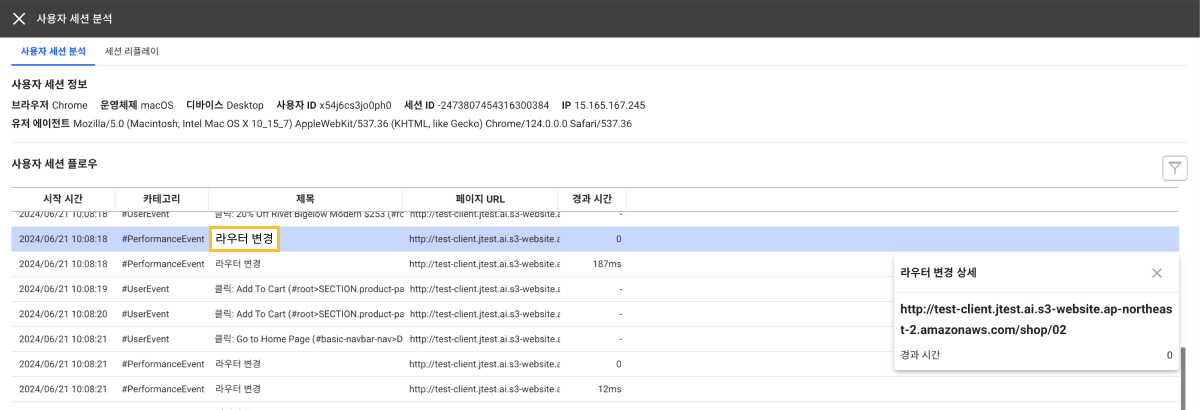 사용자 세션 분석
사용자 세션 분석 세션 리플레이
사용자 세션 정보
브라우저 Chrome 운영체제 macOS 디바이스 Desktop 사용자 ID x54j6cs3jo0ph0 세션 ID -2473807454316300384 IP 15.165.167.245
유저 에이전트 Mozilla/5.0 (Macintosh; Intel Mac OS X 10_15_7) AppleWebKit/537.36 (KHTML, like Gecko) Chrome/124.0.0.0 Safari/537.36
사용자 세션 플로우
시작 시간 카테고리 제목 페이지 URL 경과 시간
2024/06/21 10:08:18 #UserEvent 클릭: 20% Off Rivet Bigelow Modern $253 (#rc http://test-client.jtest.ai.s3-website.a -
2024/06/21 10:08:18 #PerformanceEvent 라우터 변경 http://test-client.jtest.ai.s3-website.a 0
2024/06/21 10:08:18 #PerformanceEvent 라우터 변경 http://test-client.jtest.ai.s3-website.a 187ms
2024/06/21 10:08:19 #UserEvent 클릭: Add To Cart (#root>SECTION.product-pa http://test-client.jtest.ai.s3-website.a -
2024/06/21 10:08:20 #UserEvent 클릭: Add To Cart (#root>SECTION.product-pa http://test-client.jtest.ai.s3-website.a -
2024/06/21 10:08:21 #UserEvent 클릭: Go to Home Page (#basic-navbar-nav>D http://test-client.jtest.ai.s3-website.a -
2024/06/21 10:08:21 #PerformanceEvent 라우터 변경 http://test-client.jtest.ai.s3-website.a 0
2024/06/21 10:08:21 #PerformanceEvent 라우터 변경 http://test-client.jtest.ai.s3-website.a 12ms
라우터 변경 상세
http://test-client.jtest.ai.s3-website.ap-northeas
t-2.amazonaws.com/shop/02
경과 시간 0